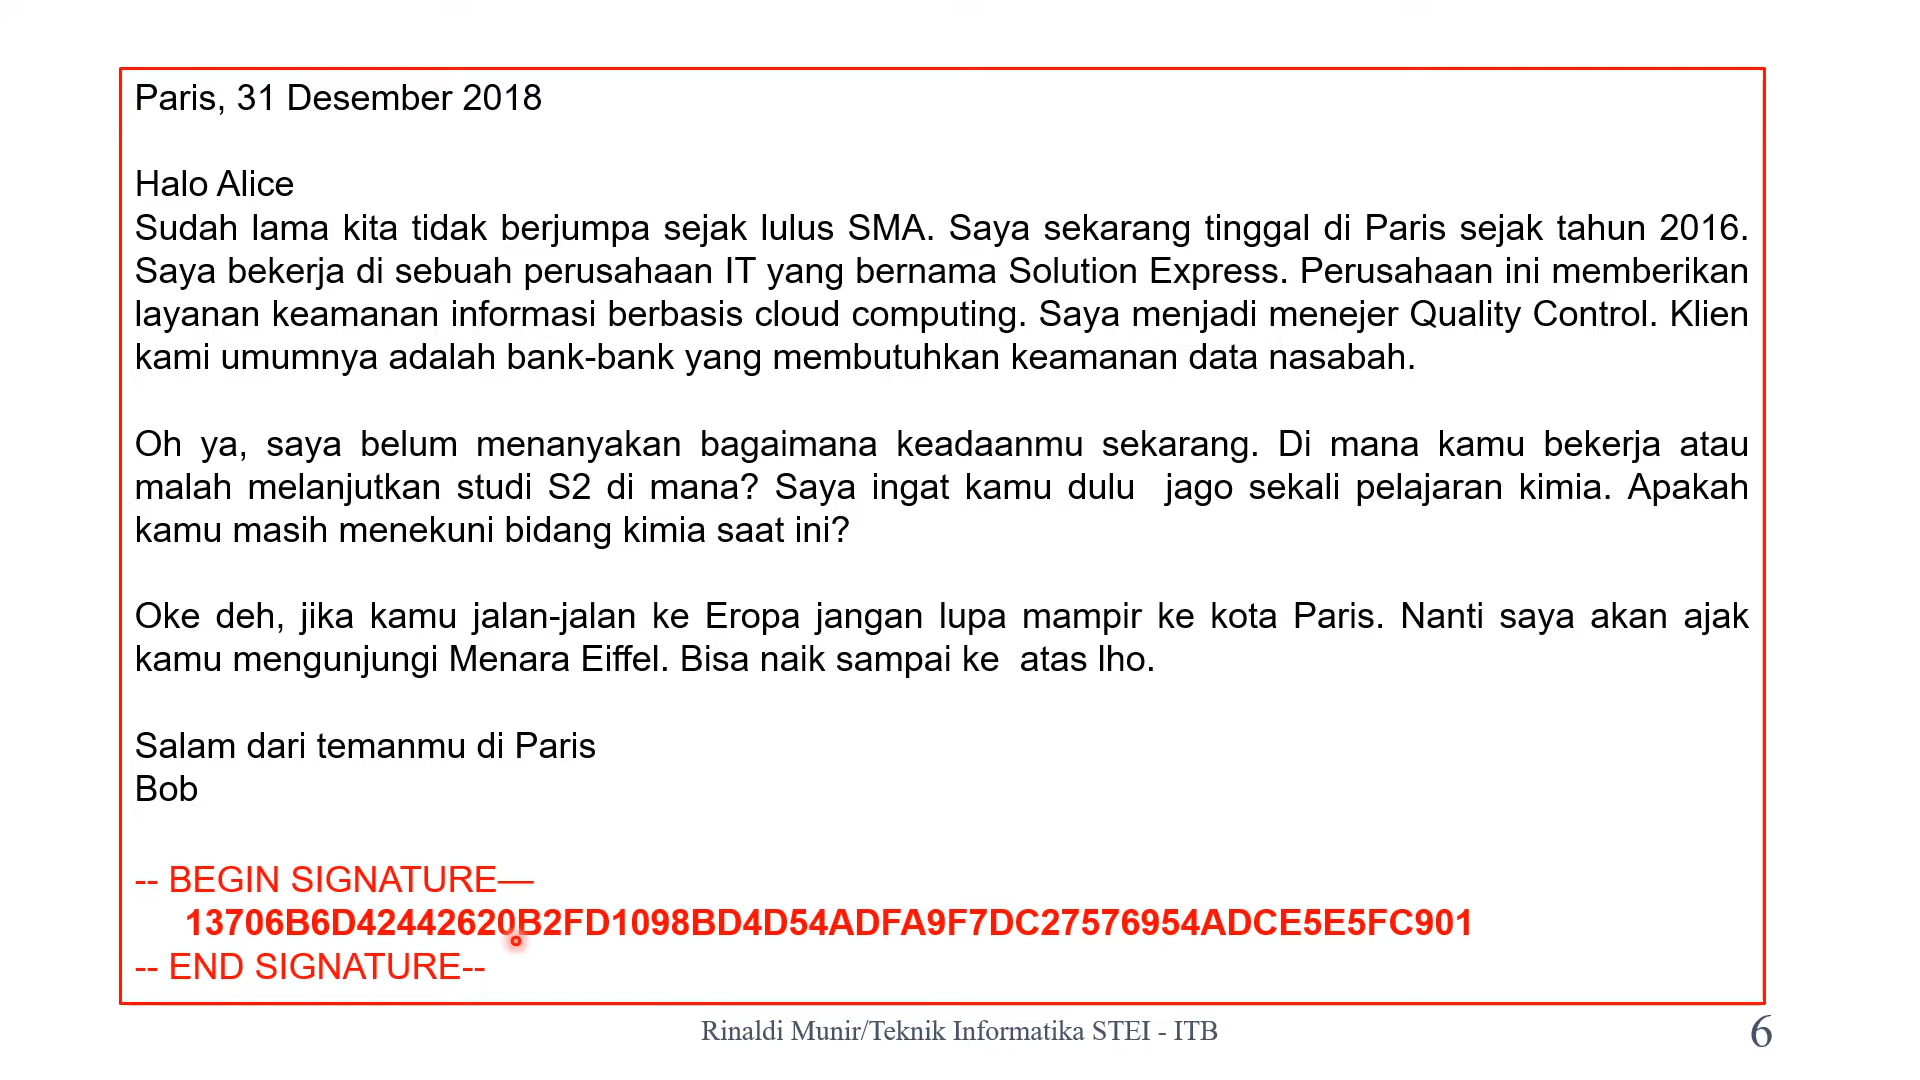 Paris, 31 Desember 2018
Halo Alice
Sudah lama kita tidak berjumpa sejak lulus SMA. Saya sekarang tinggal di Paris sejak tahun 2016.
Saya bekerja di sebuah perusahaan IT yang bernama Solution Express. Perusahaan ini memberikan
layanan keamanan informasi berbasis cloud computing. Saya menjadi menejer Quality Control. Klien
kami umumnya adalah bank-bank yang membutuhkan keamanan data nasabah.
Oh ya, saya belum menanyakan bagaimana keadaanmu sekarang. Di mana kamu bekerja atau
malah melanjutkan studi S2 di mana? Saya ingat kamu dulu  jago sekali pelajaran kimia. Apakah
kamu masih menekuni bidang kimia saat ini?
Oke deh, jika kamu jalan-jalan ke Eropa jangan lupa mampir ke kota Paris. Nanti saya akan ajak
kamu mengunjungi Menara Eiffel. Bisa naik sampai ke  atas lho.
Salam dari temanmu di Paris
Bob
-- BEGIN SIGNATURE—
13706B6D42442620B2FD1098BD4D54ADFA9F7DC27576954ADCE5E5FC901
-- END SIGNATURE--
Rinaldi Munir/Teknik Informatika STEI - ITB
6